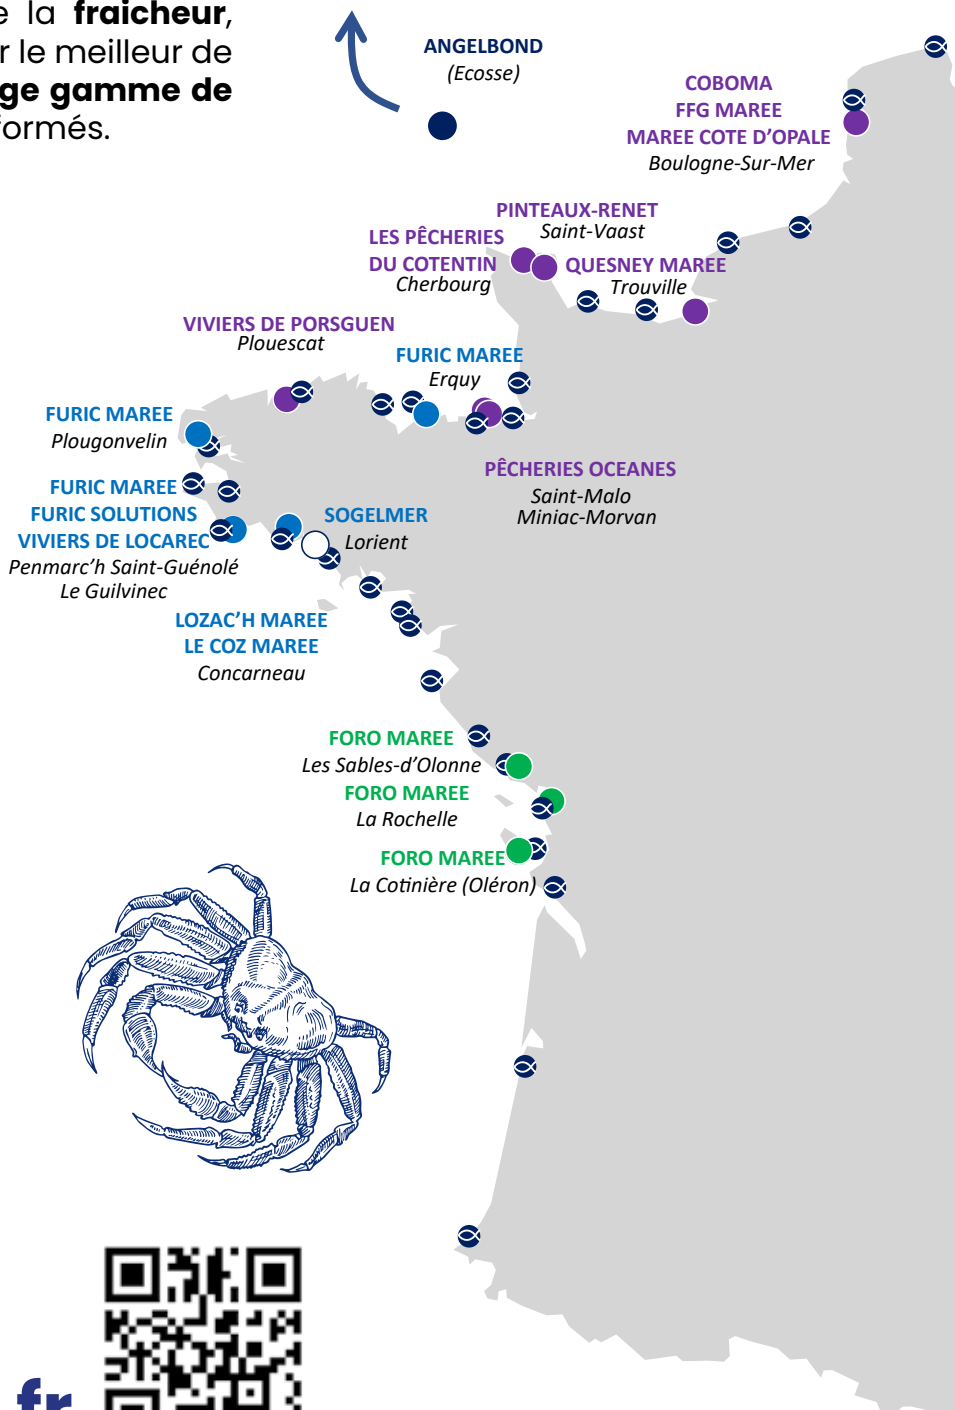 e la fraicheur,
r le meilleur de
ge gamme de
formés.
ANGELBOND
(Ecosse)
COBOMA
FFG MAREE
MAREE COTE D'OPALE
Boulogne-Sur-Mer
PINTEAUX-RENET
Saint-Vaast
LES PÊCHERIES
DU COTENTIN
Cherbourg
QUESNEY MAREE
Trouville
VIVIERS DE PORSGUEN
Plouescat
FURIC MAREE
Erquy
FURIC MAREE
Plougonvelin
PÊCHERIES OCEANES
Saint-Malo
Miniac-Morvan
FURIC MAREE
FURIC SOLUTIONS
VIVIERS DE LOCAREC
Penmarc'h Saint-Guénolé
Le Guilvinec
SOGELMER
Lorient
LOZAC'H MAREE
LE COZ MAREE
Concarneau
FORO MAREE
Les Sables-d'Olonne
FORO MAREE
La Rochelle
FORO MAREE
La Cotinière (Oléron)
fr